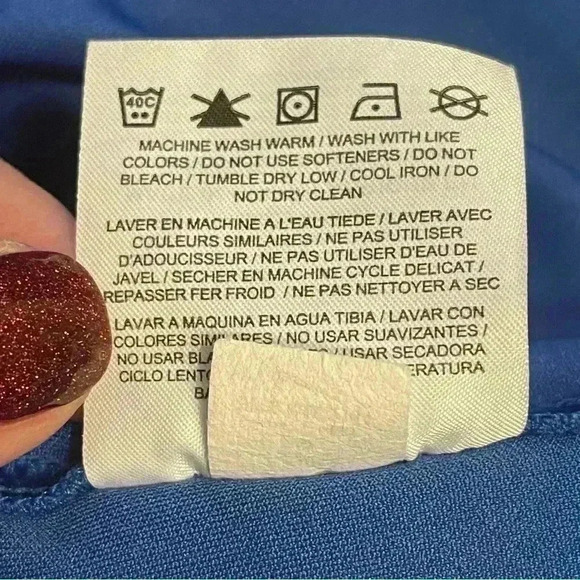 40C
MACHINE WASH WARM / WASH WITH LIKE
COLORS / DO NOT USE SOFTENERS / DO NOT
BLEACH / TUMBLE DRY LOW / COOL IRON / DO
NOT DRY CLEAN
LAVER EN MACHINE A L'EAU TIEDE / LAVER AVEC
COULEURS SIMILAIRES / NE PAS UTILISER
D'ADOUCISSEUR / NE PAS UTILISER D'EAU DE
JAVEL / SECHER EN MACHINE CYCLE DELICAT /
REPASSER FER FROID / NE PAS NETTOYER A SEC
LAVAR A MAQUINA EN AGUA TIBIA / LAVAR CON
COLORES SIMILARES / NO USAR SUAVIZANTES /
NO USAR / USAR SECADORA
CICLO